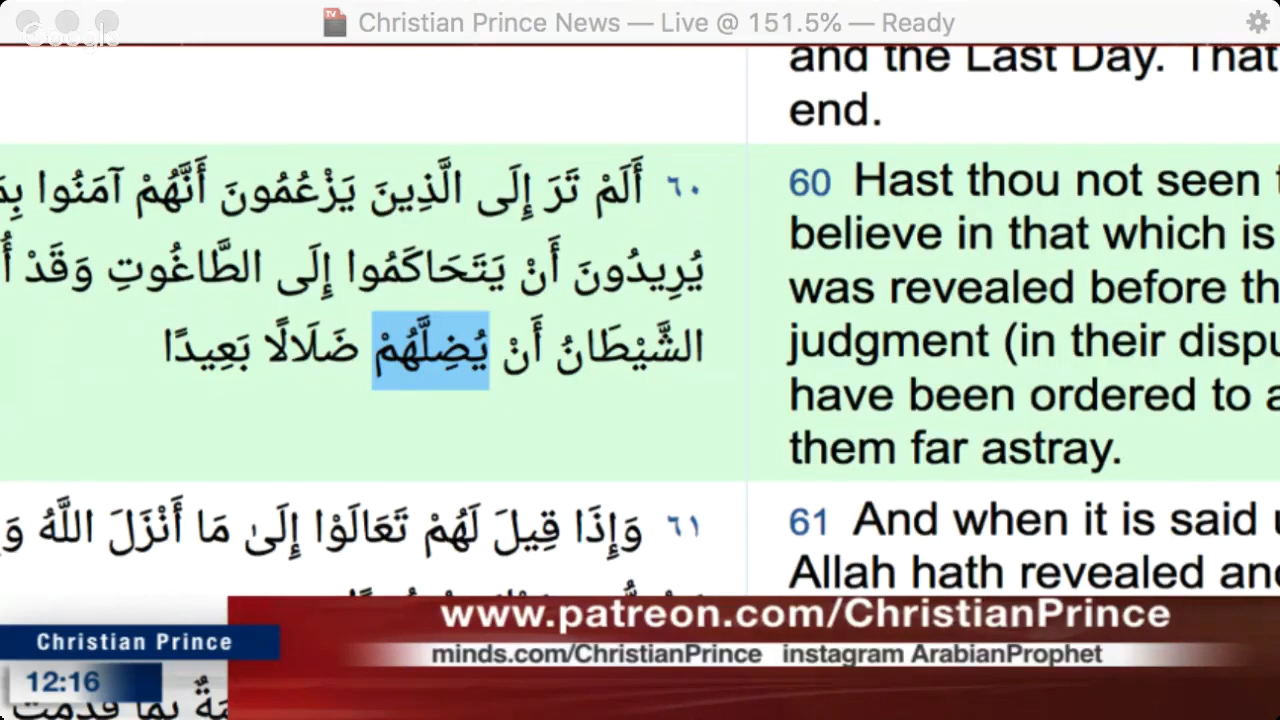 Christian Prince News — Live @ 151.5% — Ready
Google
and the Last Day. That
end.
٦٠ أَلَمْ تَرَ إِلَى الَّذِينَ يَزْعُمُونَ أَنَّهُمْ آمَنُوا
يُرِيدُونَ أَنْ يَتَحَاكَمُوا إِلَى الطَّاغُوتِ وَقَدْ
الشَّيْطَانُ أَنْ يُضِلَّهُمْ ضَلَالًا بَعِيدًا
60 Hast thou not seen
believe in that which is
was revealed before th
judgment (in their dispu
have been ordered to a
them far astray.
٦١ وَإِذَا قِيلَ لَهُمْ تَعَالَوْا إِلَىٰ مَا أَنْزَلَ اللَّهُ
61 And when it is said
Allah hath revealed and
www.patreon.com/ChristianPrince
minds.com/ChristianPrince instagram ArabianProphet
Christian Prince
12:16